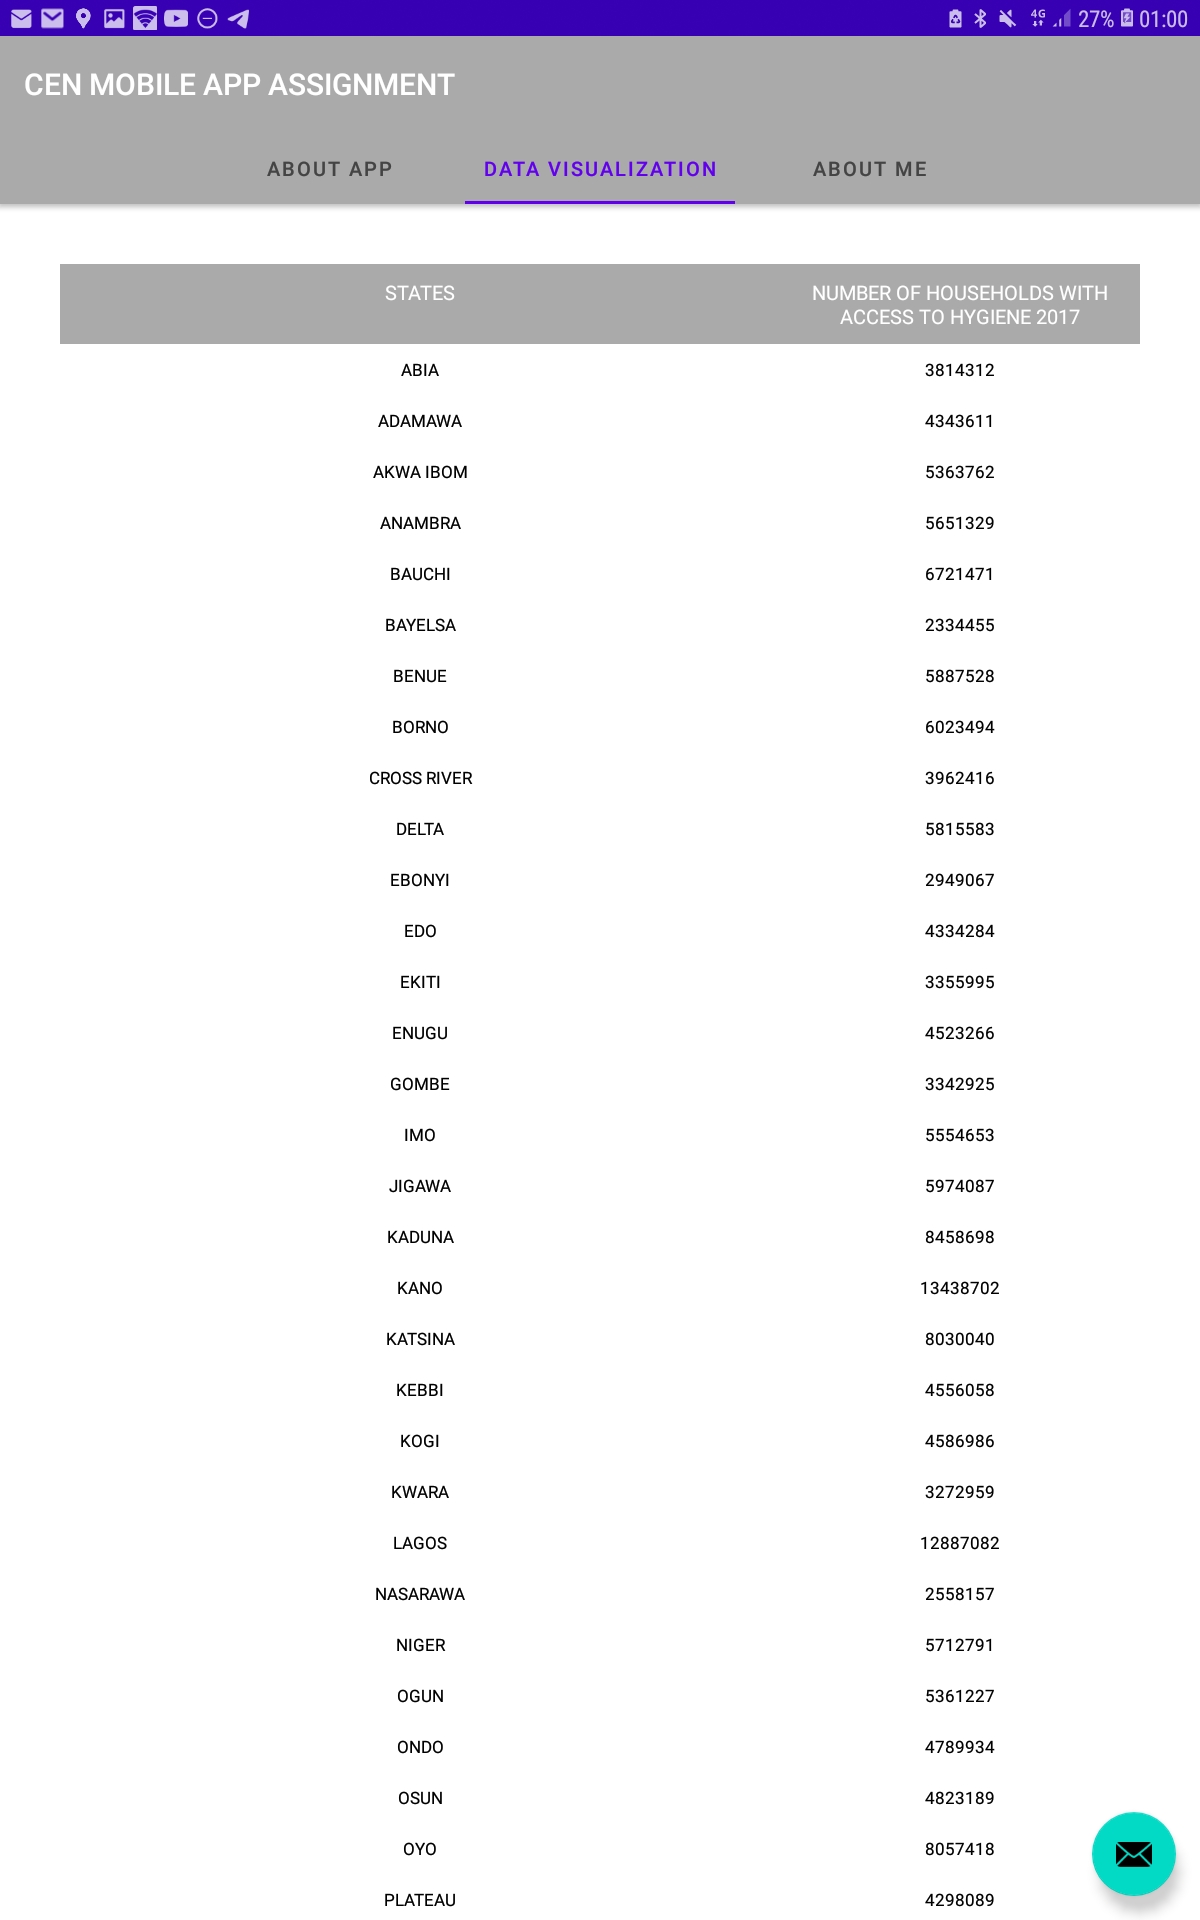 4G 27% 01:00
CEN MOBILE APP ASSIGNMENT
ABOUT APP DATA VISUALIZATION ABOUT ME
STATES NUMBER OF HOUSEHOLDS WITH
ACCESS TO HYGIENE 2017
ABIA 3814312
ADAMAWA 4343611
AKWA IBOM 5363762
ANAMBRA 5651329
BAUCHI 6721471
BAYELSA 2334455
BENUE 5887528
BORNO 6023494
CROSS RIVER 3962416
DELTA 5815583
EBONYI 2949067
EDO 4334284
EKITI 3355995
ENUGU 4523266
GOMBE 3342925
IMO 5554653
JIGAWA 5974087
KADUNA 8458698
KANO 13438702
KATSINA 8030040
KEBBI 4556058
KOGI 4586986
KWARA 3272959
LAGOS 12887082
NASARAWA 2558157
NIGER 5712791
OGUN 5361227
ONDO 4789934
OSUN 4823189
OYO 8057418
PLATEAU 4298089